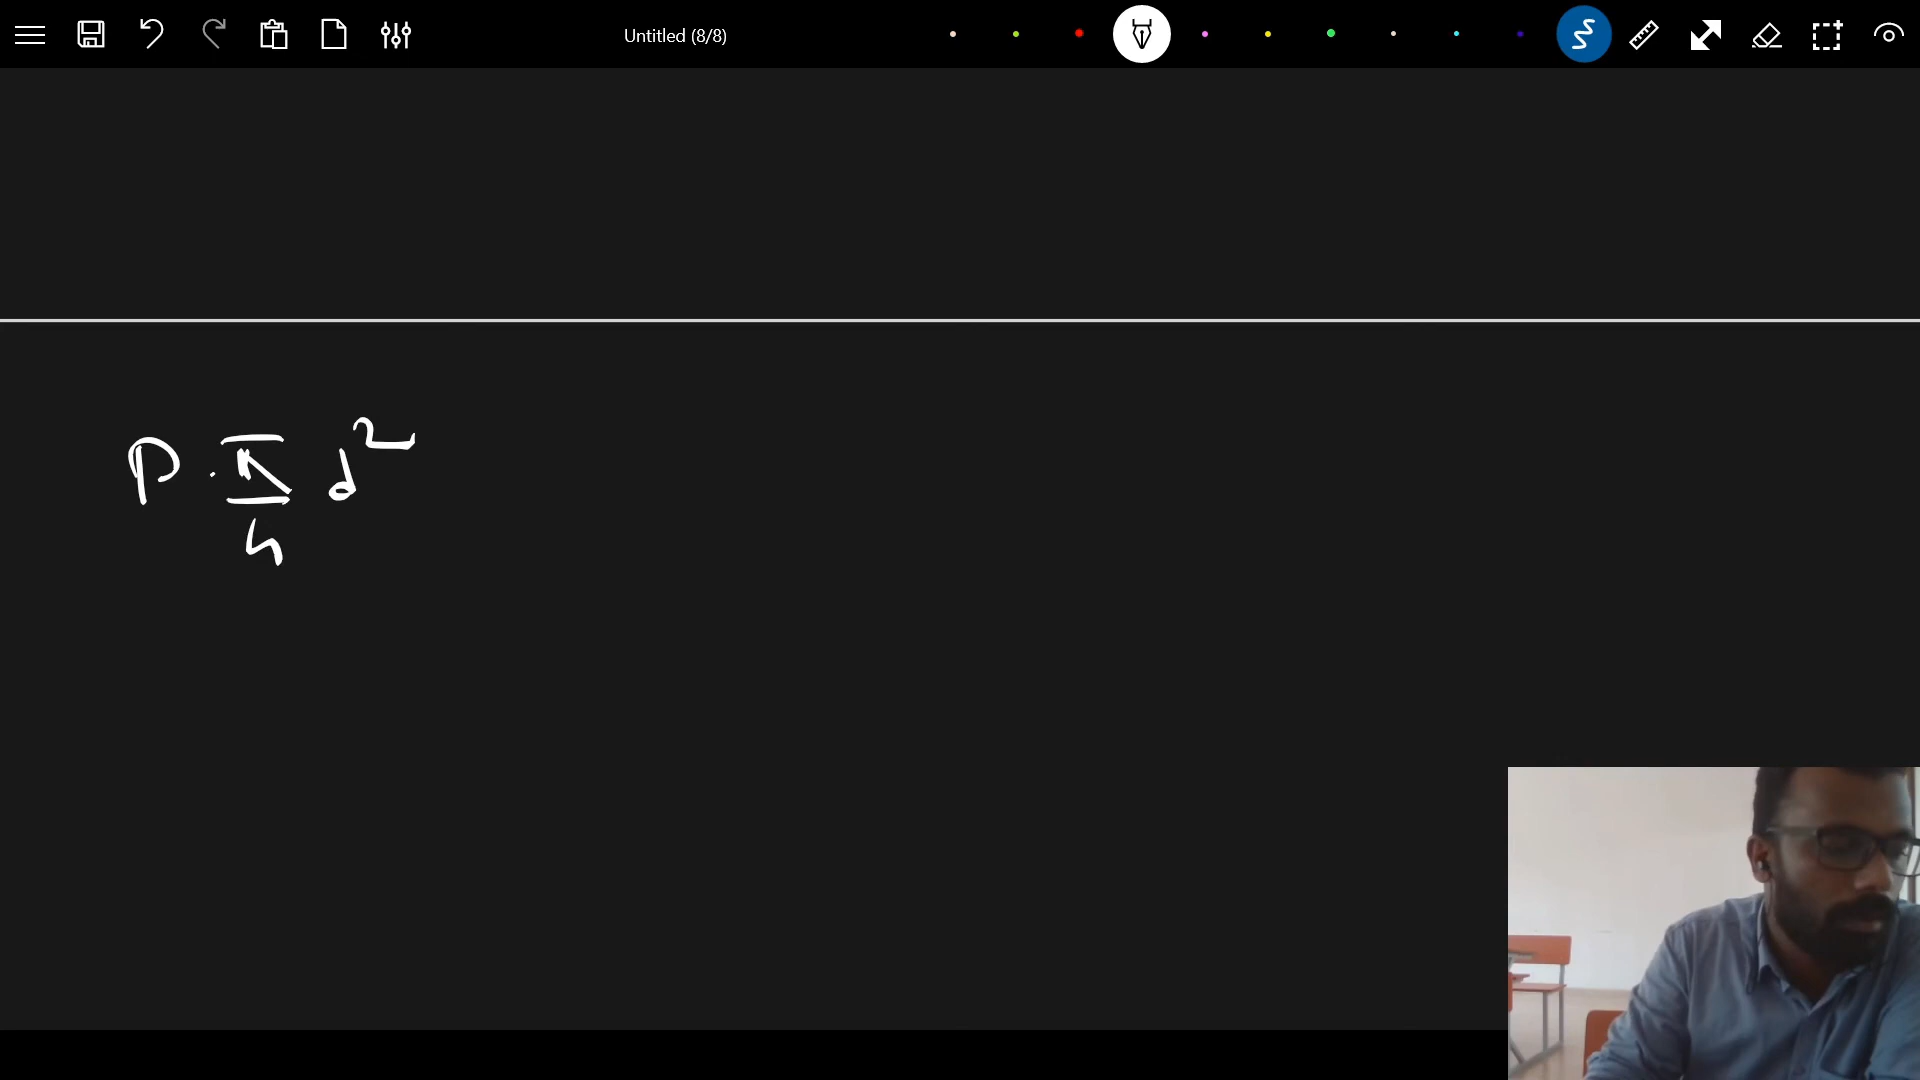 Untitled (8/8)
P · π/4 d²